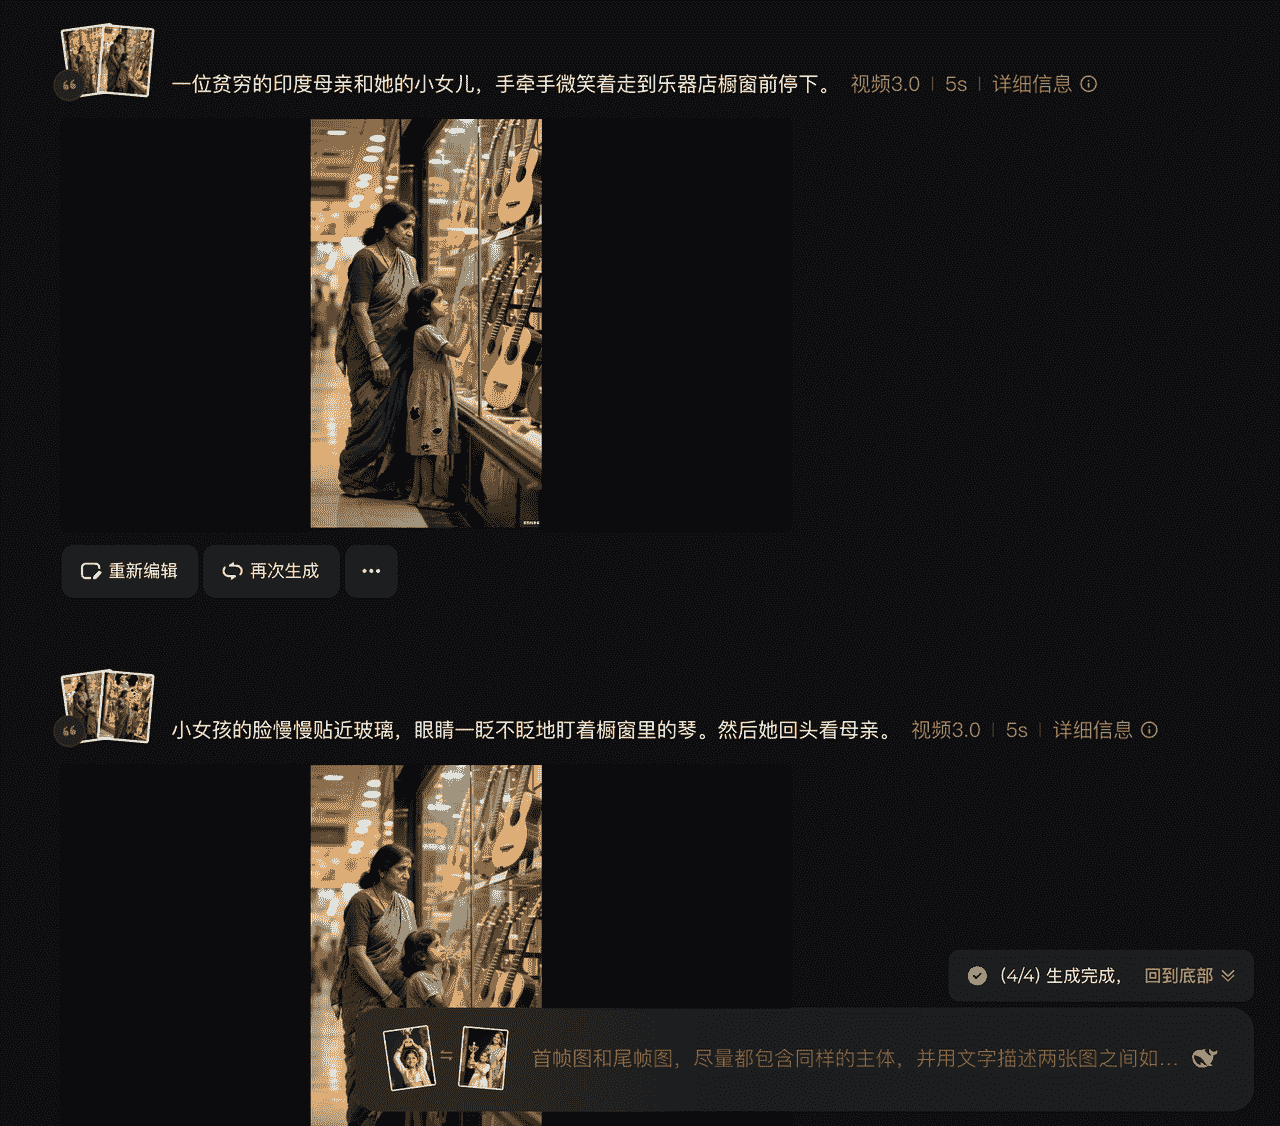 一位贫穷的印度母亲和她的小女儿，手牵手微笑着走到乐器店橱窗前停下。 视频3.0 | 5s | 详细信息
重新编辑 再次生成
小女孩的脸慢慢贴近玻璃，眼睛一眨不眨地盯着橱窗里的琴。然后她回头看母亲。 视频3.0 | 5s | 详细信息
(4/4) 生成完成， 回到底部
首帧图和尾帧图，尽量都包含同样的主体，并用文字描述两张图之间如...